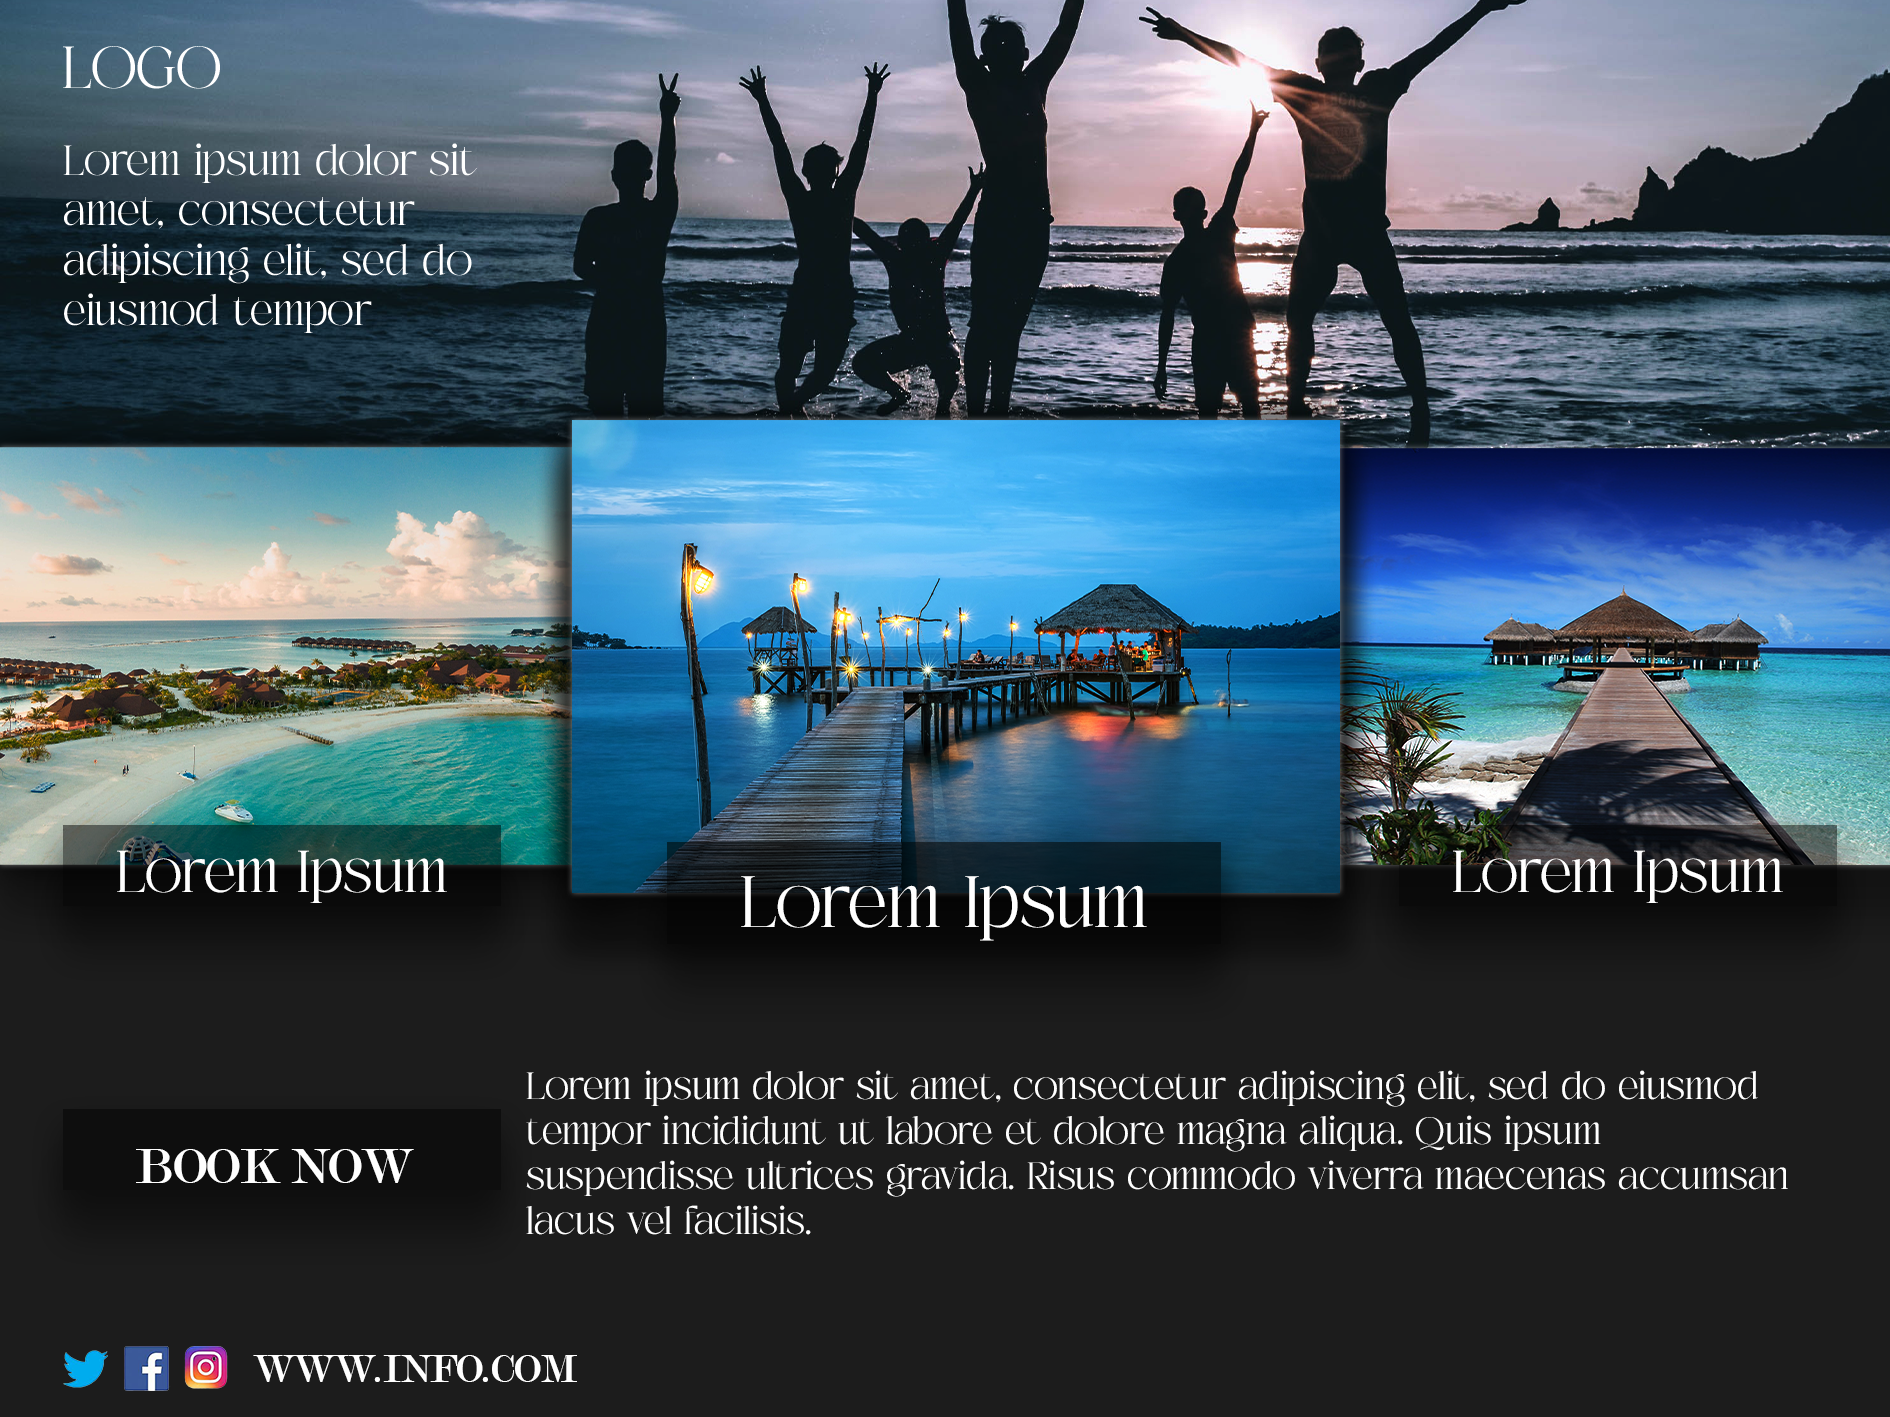 LOGO
Lorem ipsum dolor sit
amet, consectetur
adipiscing elit, sed do
eiusmod tempor
Lorem Ipsum
Lorem Ipsum
Lorem Ipsum
BOOK NOW
Lorem ipsum dolor sit amet, consectetur adipiscing elit, sed do eiusmod
tempor incididunt ut labore et dolore magna aliqua. Quis ipsum
suspendisse ultrices gravida. Risus commodo viverra maecenas accumsan
lacus vel facilisis.
WWW.INFO.COM